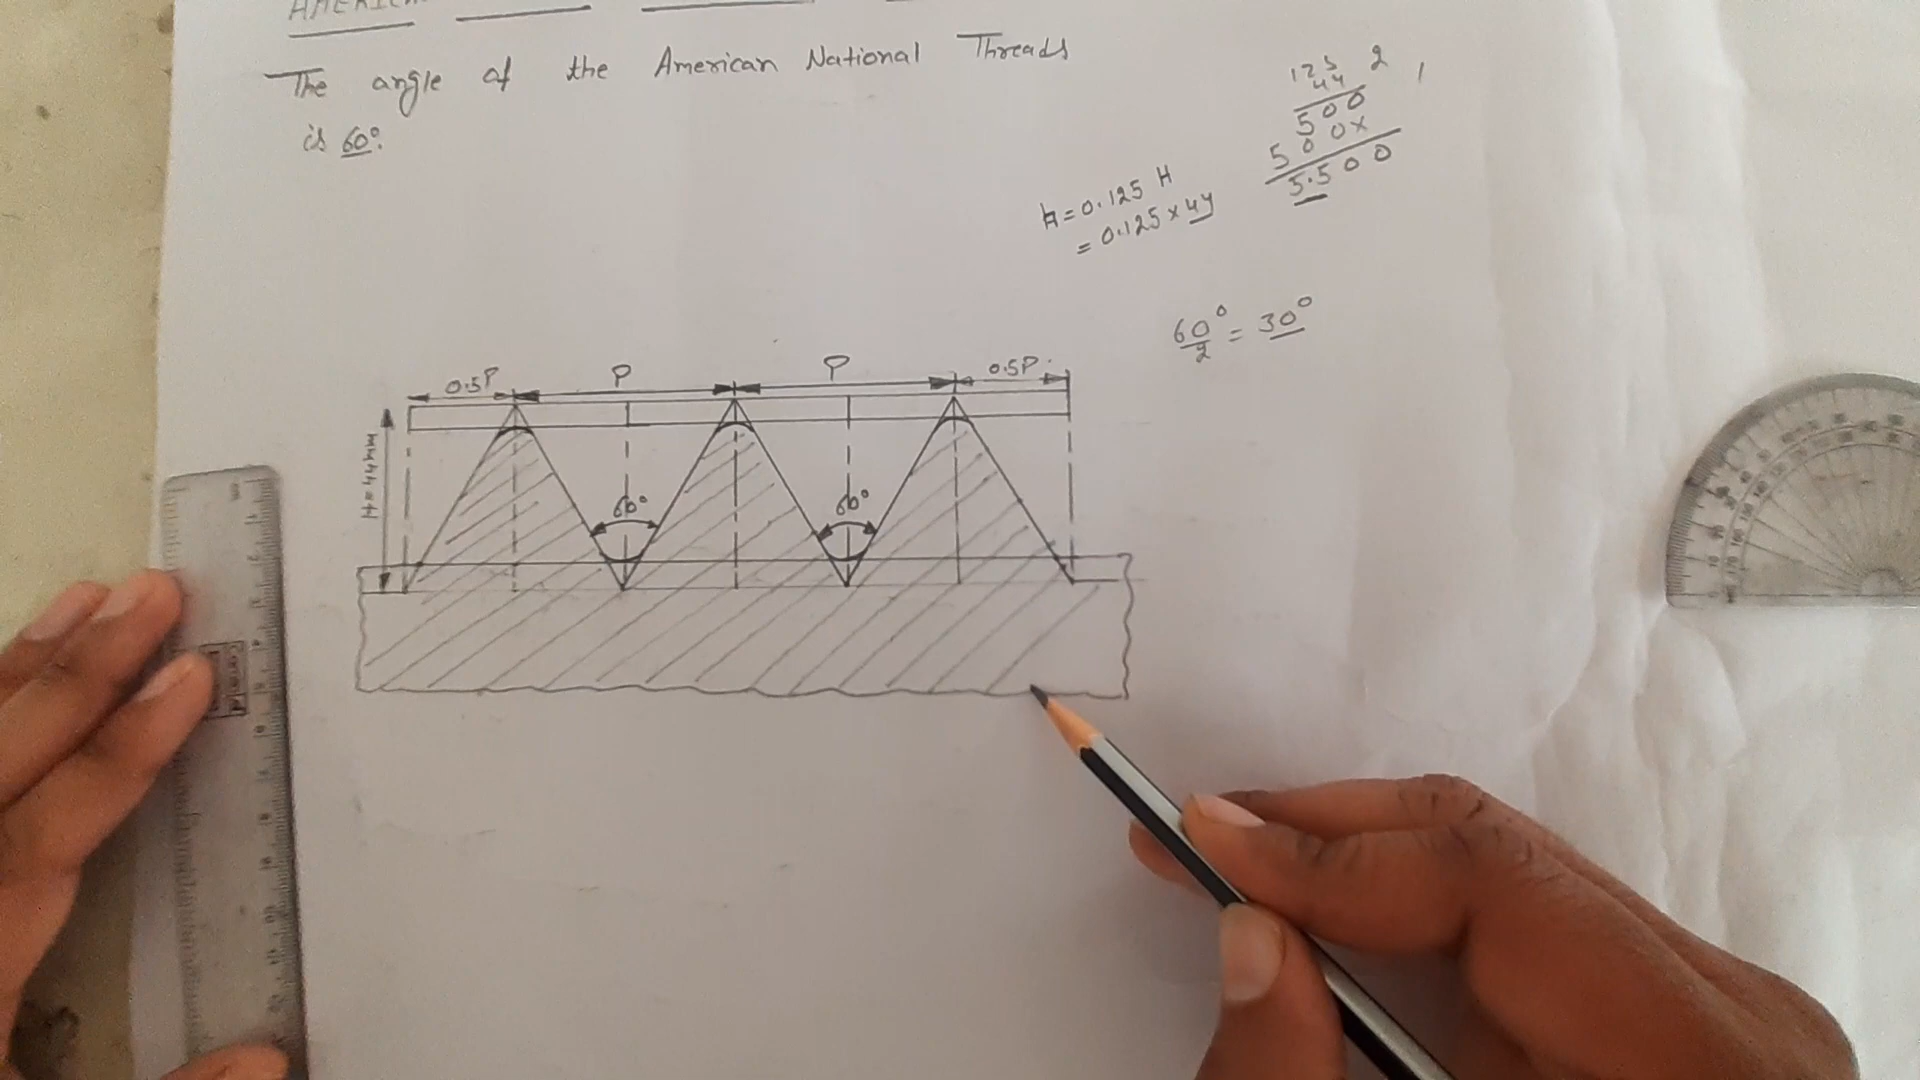 The angle of the American National Threads
is 60°.
125 2
44
500
500x
5.500
h = 0.125 H
= 0.125 x 44
60°/2 = 30°
0.5P P P 0.5P
H=44mm
60° 60°